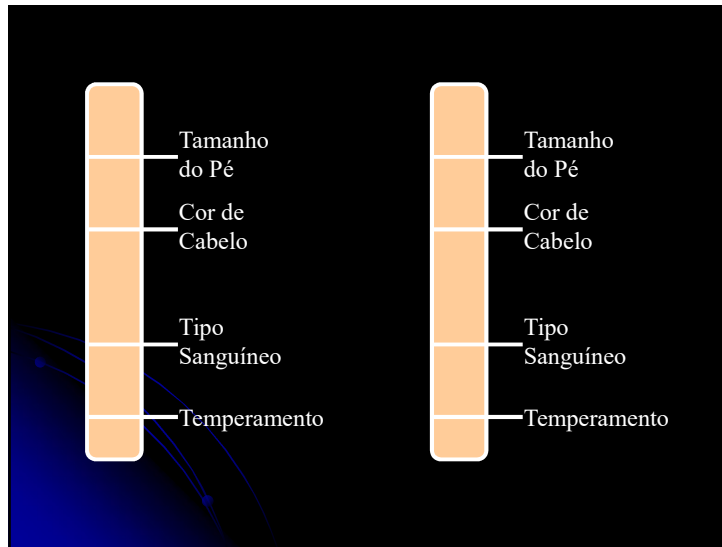 Tamanho
do Pé
Cor de
Cabelo
Tipo
Sanguíneo
Temperamento
Tamanho
do Pé
Cor de
Cabelo
Tipo
Sanguíneo
Temperamento